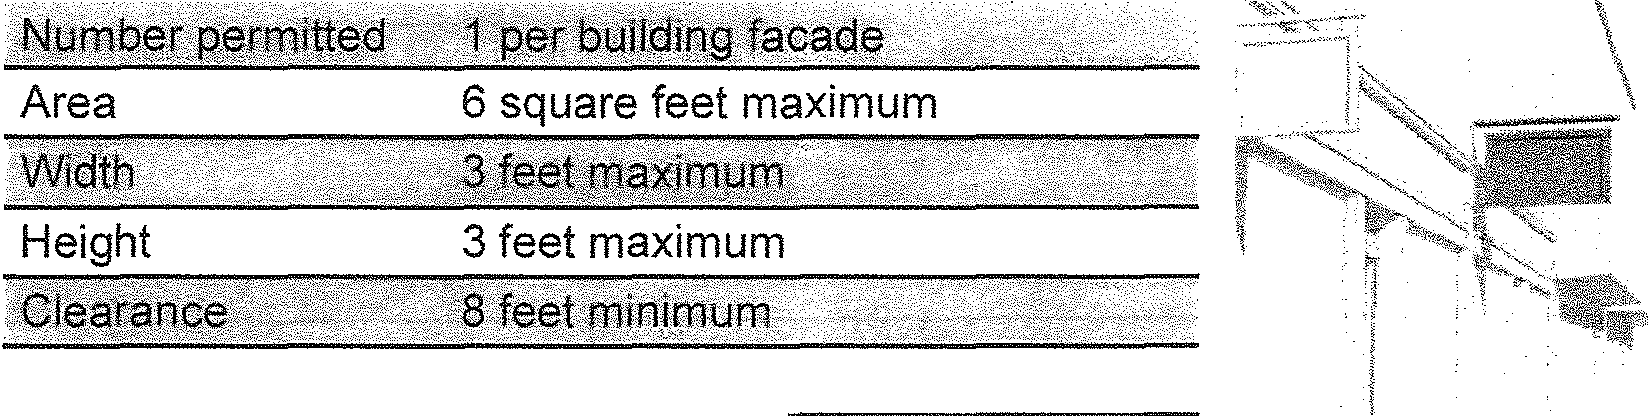 Number permitted 1 per building facade
Area 6 square feet maximum
Width 3 feet maximum
Height 3 feet maximum
Clearance 8 feet minimum